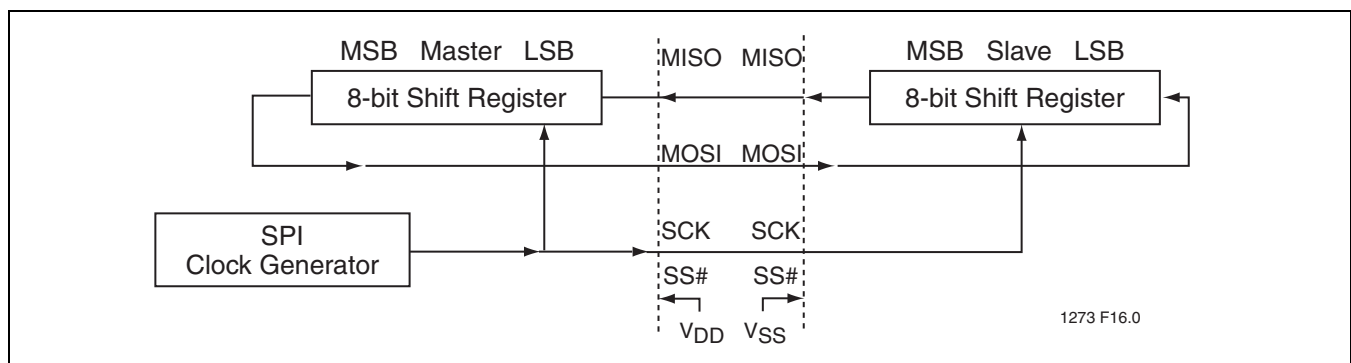 MSB Master LSB
8-bit Shift Register
MISO MISO
MSB Slave LSB
8-bit Shift Register
MOSI MOSI
SPI
Clock Generator
SCK SCK
SS# SS#
VDD VSS
1273 F16.0